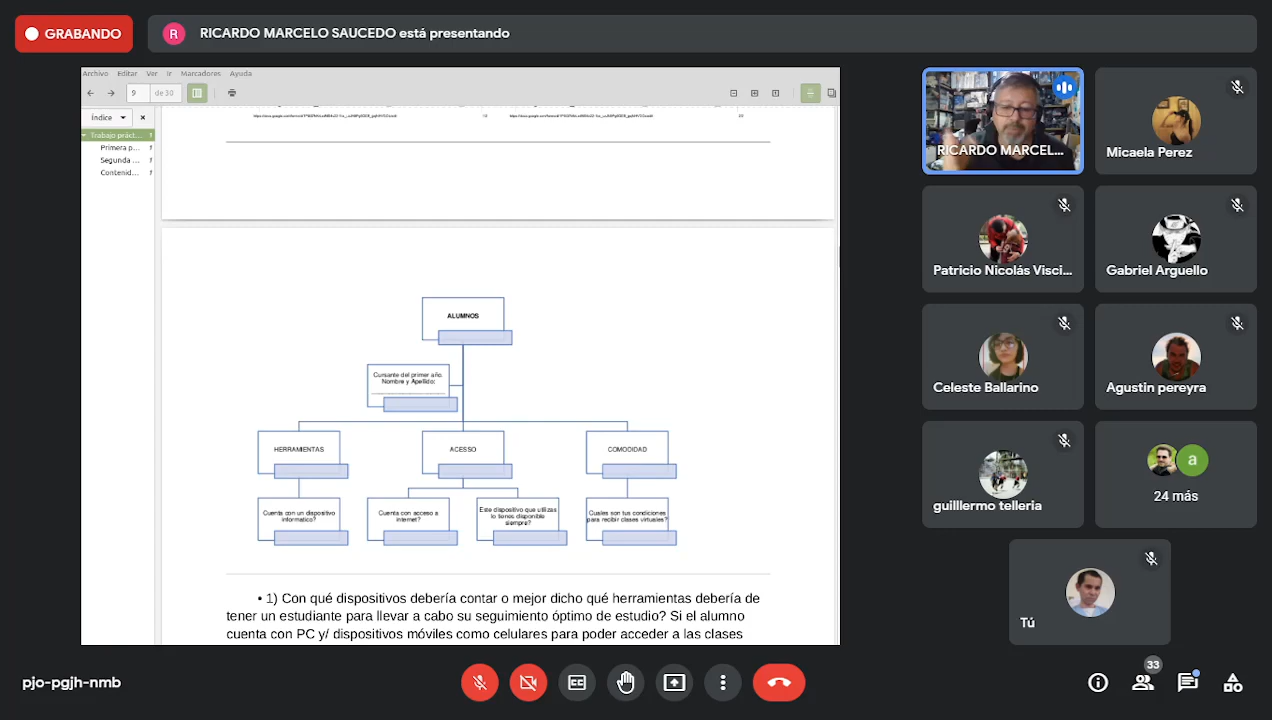 GRABANDO
R
RICARDO MARCELO SAUCEDO está presentando
Archivo Editar Ver Ir Marcadores Ayuda
9 de 30
Índice
Trabajo práct... 1
Primera p... 1
Segunda ... 1
Contenid... 1
ALUMNOS
Cursante del primer año.
Nombre y Apellido:
HERRAMIENTAS
ACESSO
COMODIDAD
Cuenta con un dispositivo
informatico?
Cuenta con acceso a
internet?
Este dispositivo que utilizas
lo tenes disponible
siempre?
Cuales son tus condiciones
para recibir clases virtuales?
• 1) Con qué dispositivos debería contar o mejor dicho qué herramientas debería de
tener un estudiante para llevar a cabo su seguimiento óptimo de estudio? Si el alumno
cuenta con PC y/ dispositivos móviles como celulares para poder acceder a las clases
RICARDO MARCEL...
Micaela Perez
Patricio Nicolás Visci...
Gabriel Arguello
Celeste Ballarino
Agustin pereyra
guilllermo telleria
a
24 más
Tú
pjo-pgjh-nmb
33